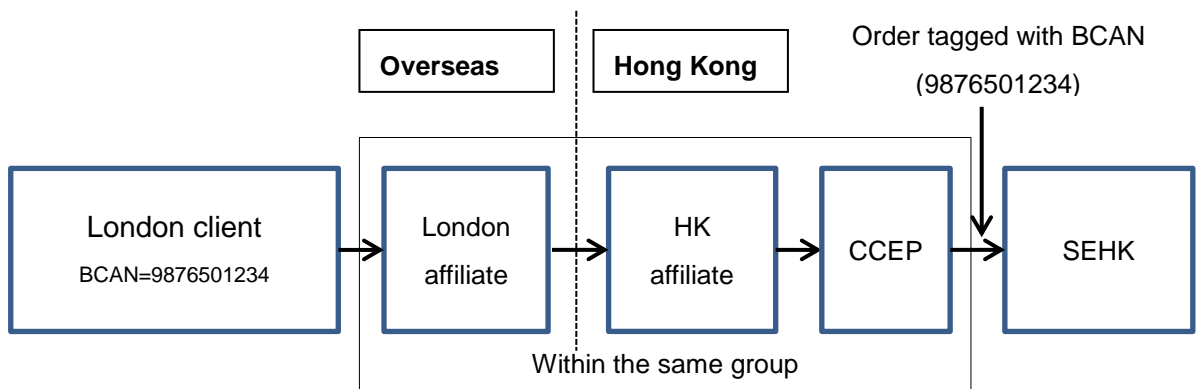 Order tagged with BCAN
(9876501234)
Overseas
Hong Kong
London client
BCAN=9876501234
London
affiliate
HK
affiliate
CCEP
SEHK
Within the same group